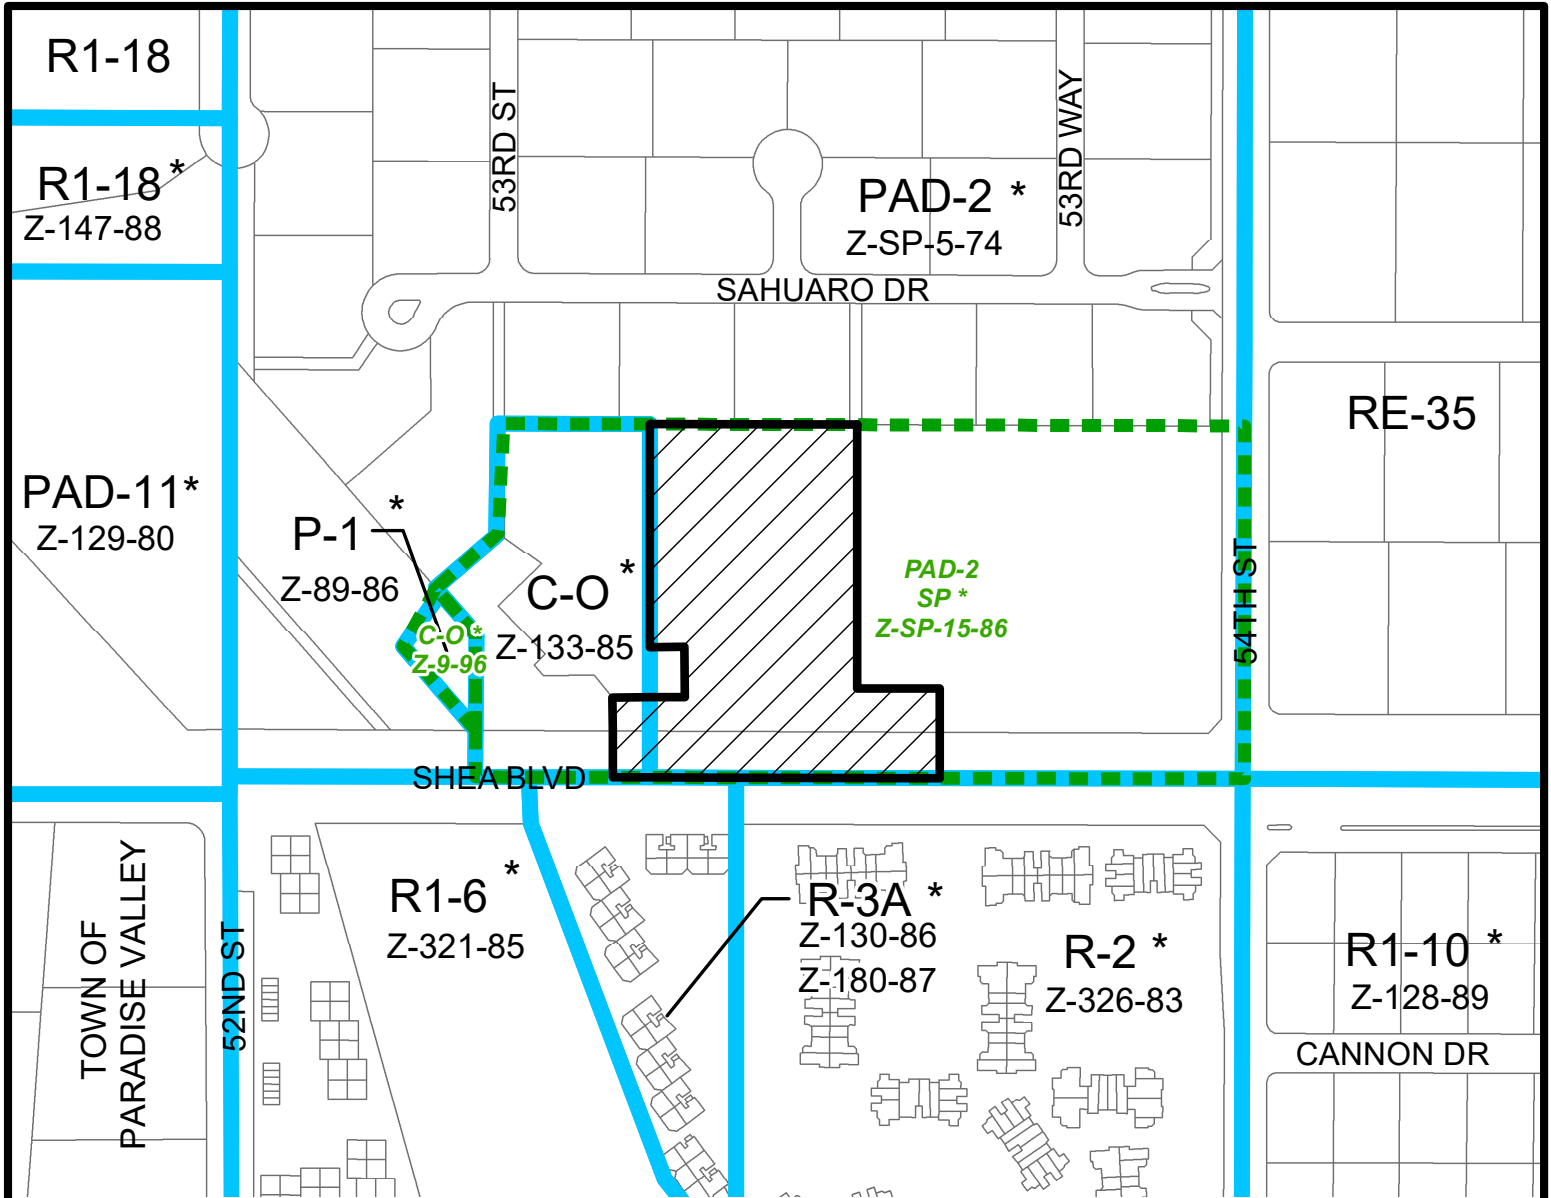 R1-18
R1-18 *
Z-147-88
53RD ST
53RD WAY
PAD-2 *
Z-SP-5-74
SAHUARO DR
RE-35
PAD-11*
Z-129-80
P-1 *
Z-89-86
C-O *
Z-133-85
C-O *
Z-9-96
PAD-2
SP *
Z-SP-15-86
54TH ST
SHEA BLVD
TOWN OF
PARADISE VALLEY
52ND ST
R1-6 *
Z-321-85
R-3A *
Z-130-86
Z-180-87
R-2 *
Z-326-83
R1-10 *
Z-128-89
CANNON DR